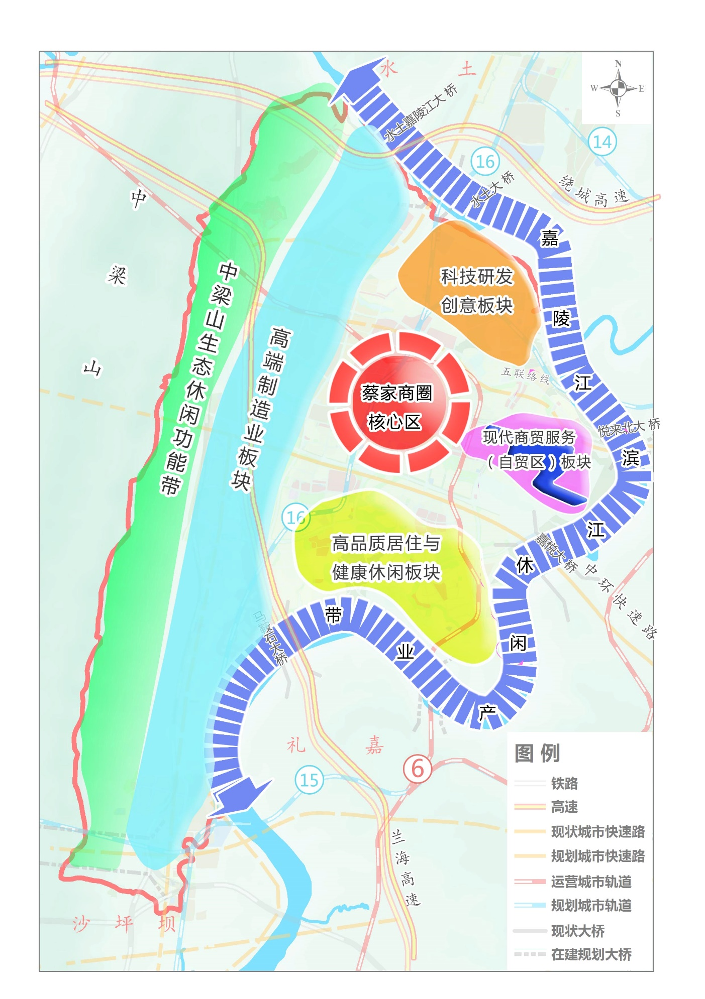 水 土
N
W E
S
水土嘉陵江大桥
14
16
水土大桥
绕城高速
中
梁
山
中梁山生态休闲功能带
高端制造业板块
科技研发
创意板块
蔡家商圈
核心区
五联络线
现代商贸服务
（自贸区）板块
悦来北大桥
嘉陵江滨江休闲产业带
16
高品质居住与
健康休闲板块
嘉悦大桥
中环快速路
石大桥
礼 嘉
6
15
兰海高速
沙 坪 坝
图例
铁路
高速
现状城市快速路
规划城市快速路
运营城市轨道
规划城市轨道
现状大桥
在建规划大桥